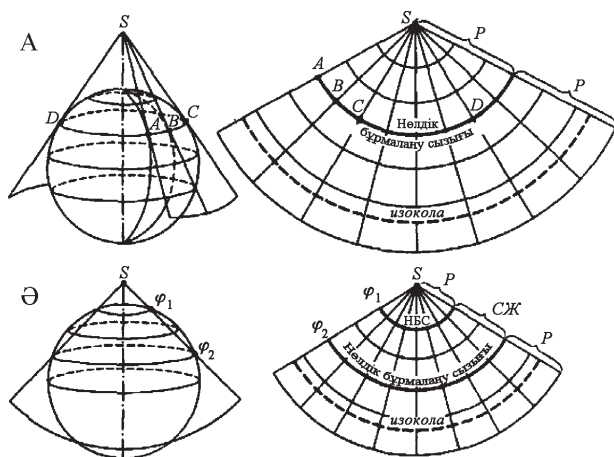 А
S
D
A
B
C
S
P
P
A
B
C
D
Нөлдік
бұрмалану сызығы
изокола
Ә
S
φ1
φ2
S
P
СЖ
P
φ1
φ2
НБС
Нөлдік бұрмалану сызығы
изокола